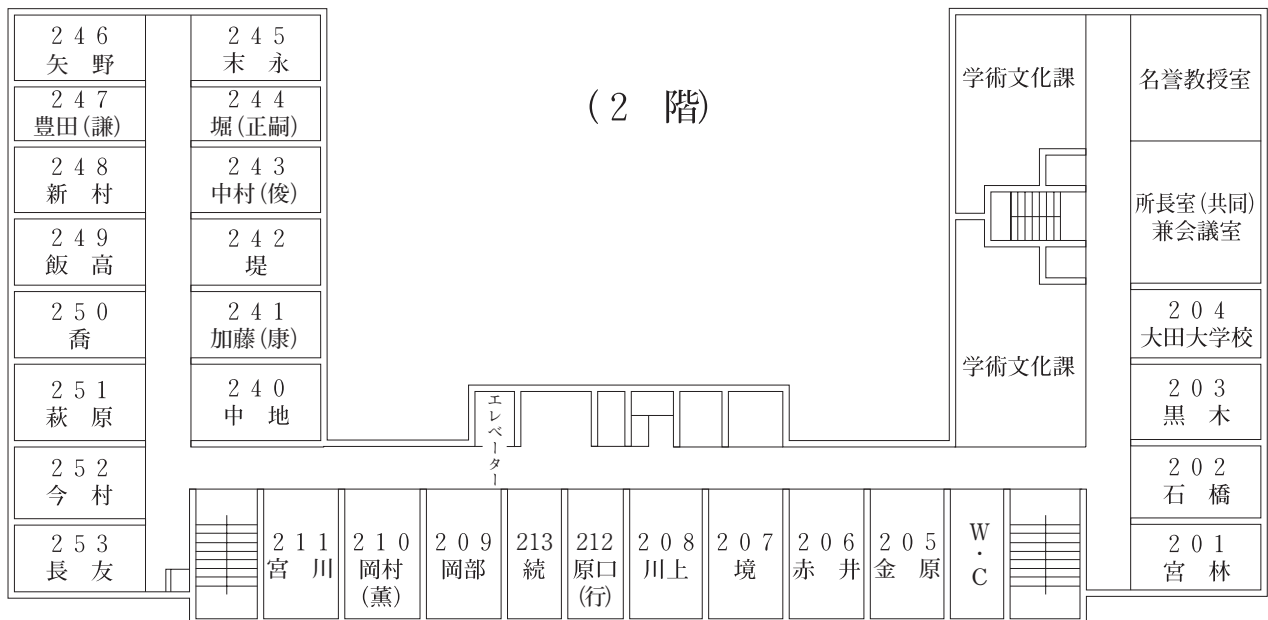 (２ 階)
２４６
矢 野
２４７
豊田(謙)
２４８
新 村
２４９
飯 高
２５０
喬
２５１
萩 原
２５２
今 村
２５３
長 友
２４５
末 永
２４４
堀(正嗣)
２４３
中村(俊)
２４２
堤
２４１
加藤(康)
２４０
中 地
エレベーター
２１１
宮 川
２１０
岡村
(薫)
２０９
岡部
213
続
212
原口
(行)
２０８
川上
２０７
境
２０６
赤 井
２０５
金 原
W・C
学術文化課
学術文化課
名誉教授室
所長室(共同)
兼会議室
２０４
大田大学校
２０３
黒 木
２０２
石 橋
２０１
宮 林